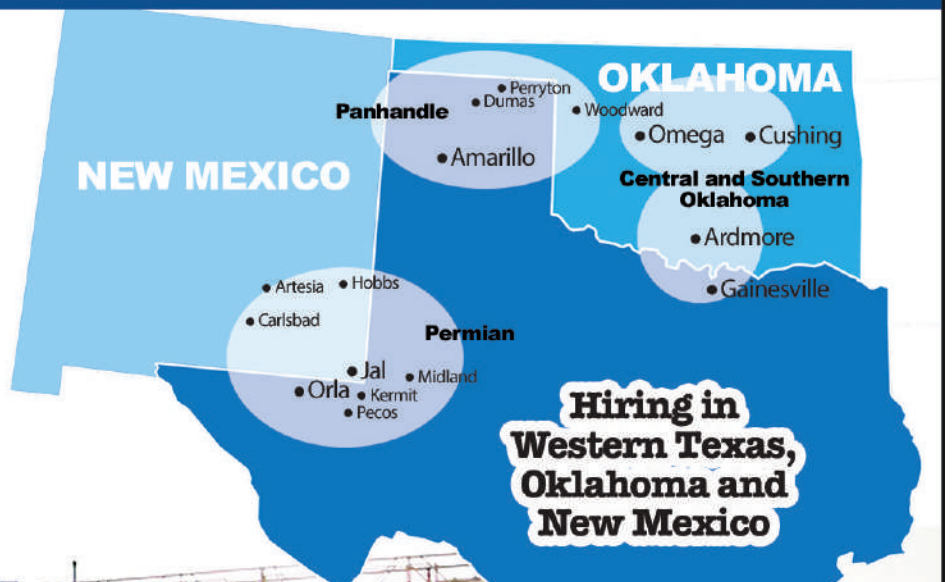 OKLAHOMA
Perryton
Dumas
Woodward
Panhandle
Omega
Cushing
Amarillo
NEW MEXICO
Central and Southern
Oklahoma
Ardmore
Artesia
Hobbs
Gainesville
Carlsbad
Permian
Jal
Midland
Orla
Kermit
Pecos
Hiring in
Western Texas,
Oklahoma and
New Mexico